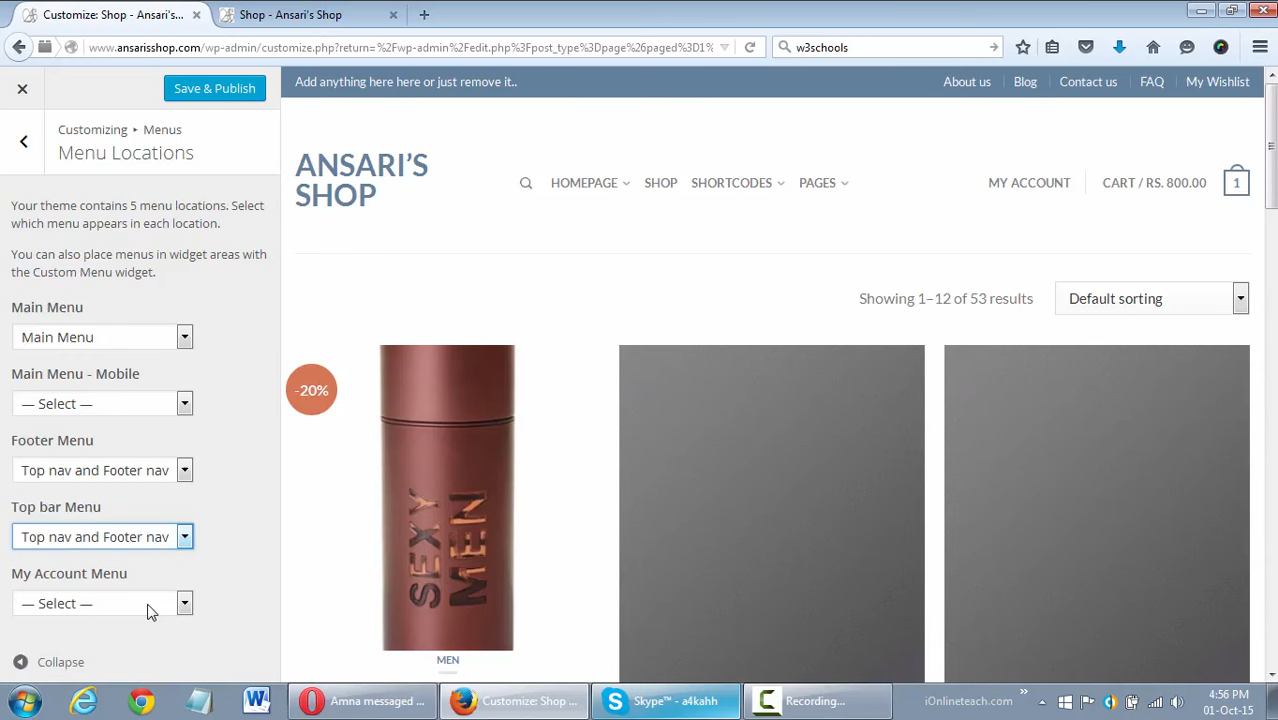 Customize: Shop - Ansari's...
Shop - Ansari's Shop
www.ansarisshop.com/wp-admin/customize.php?return=%2Fwp-admin%2Fedit.php%3Fpost_type%3Dpage%26paged%3D1%
w3schools
Save & Publish
Customizing ▸ Menus
Menu Locations
Your theme contains 5 menu locations. Select
which menu appears in each location.
You can also place menus in widget areas with
the Custom Menu widget.
Main Menu
Main Menu
Main Menu - Mobile
— Select —
Footer Menu
Top nav and Footer nav
Top bar Menu
Top nav and Footer nav
My Account Menu
— Select —
Collapse
Add anything here here or just remove it..
About us
Blog
Contact us
FAQ
My Wishlist
ANSARI'S
SHOP
HOMEPAGE
SHOP
SHORTCODES
PAGES
MY ACCOUNT
CART / RS. 800.00
1
Showing 1–12 of 53 results
Default sorting
-20%
SEXY
MEN
MEN
Amna messaged ...
Customize: Shop ...
Skype™ - a4kahh
Recording...
iOnlineteach.com
4:56 PM
01-Oct-15